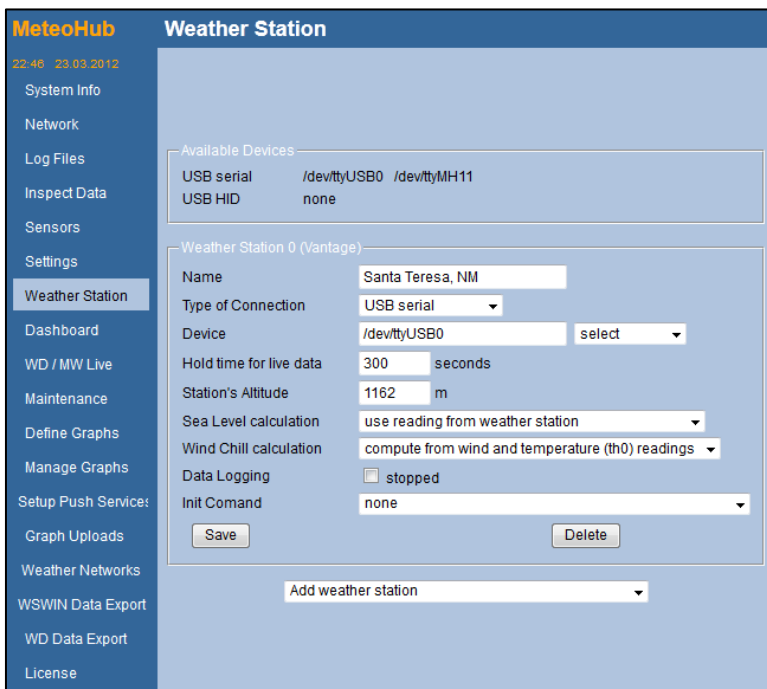 MeteoHub
Weather Station
22:46 23.03.2012
System Info
Network
Log Files
Inspect Data
Sensors
Settings
Weather Station
Dashboard
WD / MW Live
Maintenance
Define Graphs
Manage Graphs
Setup Push Services
Graph Uploads
Weather Networks
WSWIN Data Export
WD Data Export
License
Available Devices
USB serial /dev/ttyUSB0 /dev/ttyMH11
USB HID none
Weather Station 0 (Vantage)
Name Santa Teresa, NM
Type of Connection USB serial
Device /dev/ttyUSB0 select
Hold time for live data 300 seconds
Station's Altitude 1162 m
Sea Level calculation use reading from weather station
Wind Chill calculation compute from wind and temperature (th0) readings
Data Logging stopped
Init Comand none
Save Delete
Add weather station